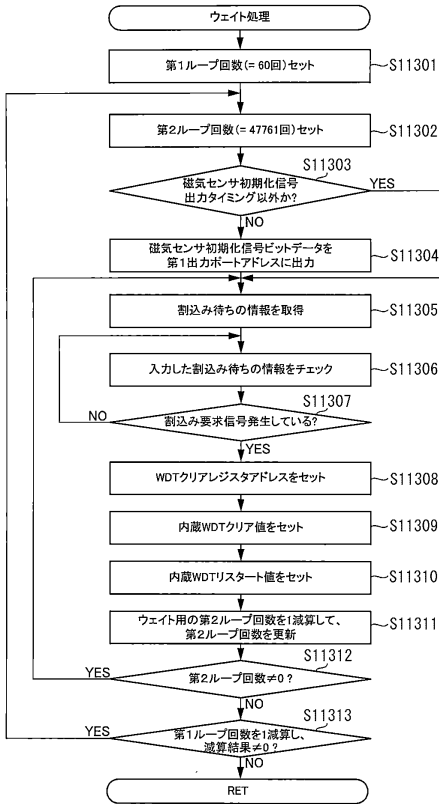 ウェイト処理
第1ループ回数(= 60回)セット
S11301
第2ループ回数(= 47761回)セット
S11302
S11303
磁気センサ初期化信号
出力タイミング以外か?
YES
NO
磁気センサ初期化信号ビットデータを
第1出力ポートアドレスに出力
S11304
割込み待ちの情報を取得
S11305
入力した割込み待ちの情報をチェック
S11306
S11307
NO
割込み要求信号発生している?
YES
WDTクリアレジスタアドレスをセット
S11308
内蔵WDTクリア値をセット
S11309
内蔵WDTリスタート値をセット
S11310
ウェイト用の第2ループ回数を1減算して、
第2ループ回数を更新
S11311
S11312
YES
第2ループ回数≠0?
NO
S11313
YES
第1ループ回数を1減算し、
減算結果≠0?
NO
RET